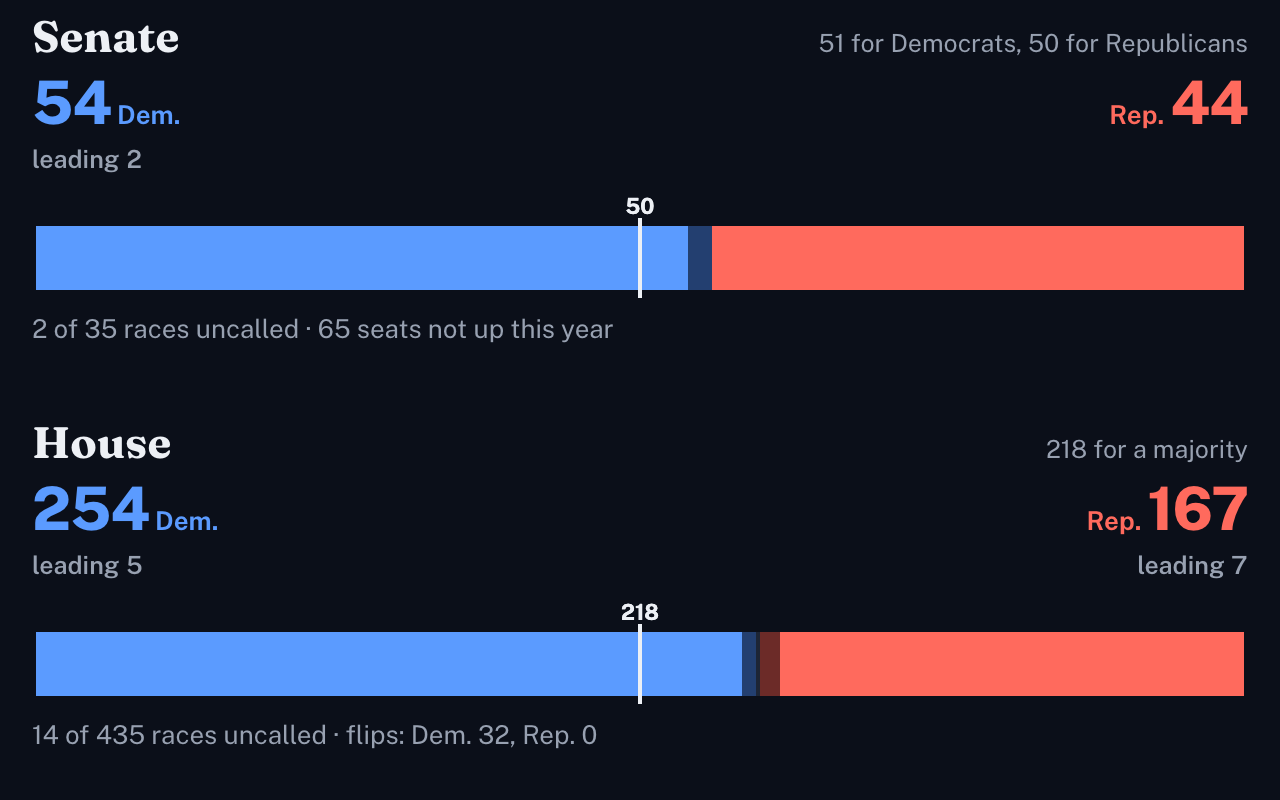 Senate
51 for Democrats, 50 for Republicans
54 Dem.
Rep. 44
leading 2
50
2 of 35 races uncalled · 65 seats not up this year
House
218 for a majority
254 Dem.
Rep. 167
leading 5
leading 7
218
14 of 435 races uncalled · flips: Dem. 32, Rep. 0